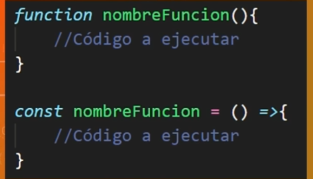 function nombreFuncion(){
//Código a ejecutar
}
const nombreFuncion = () =>{
//Código a ejecutar
}